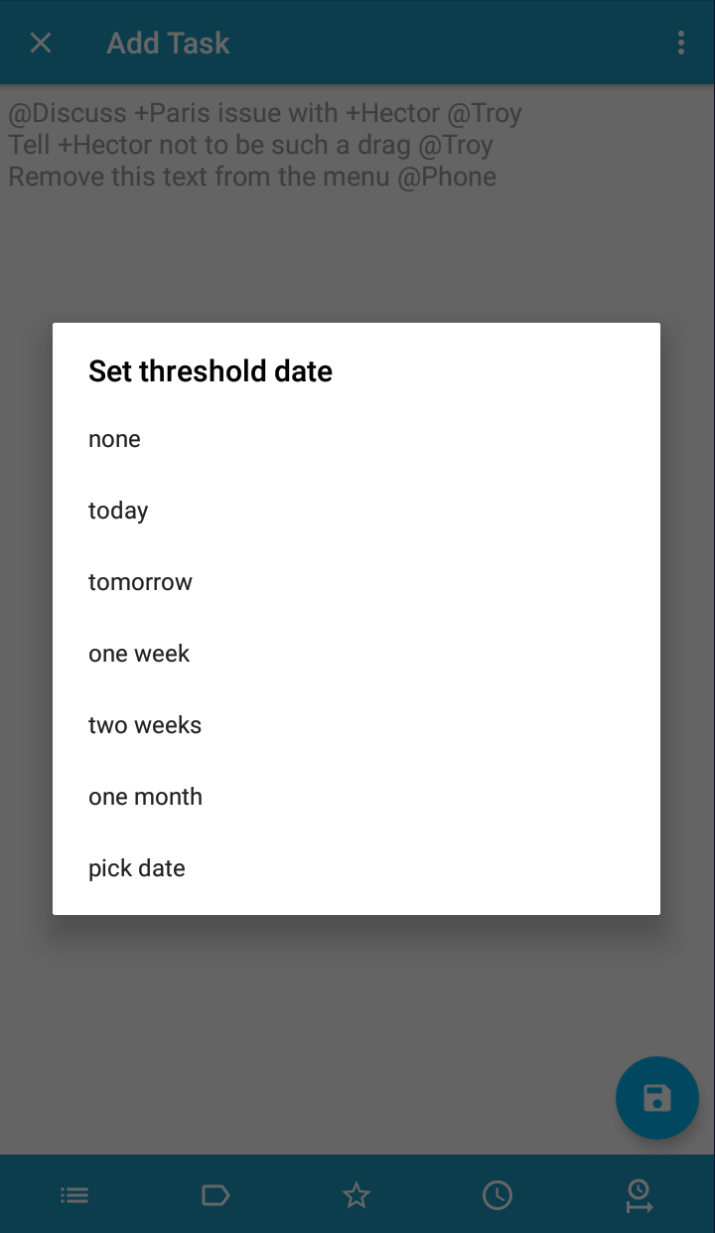 Add Task
@Discuss +Paris issue with +Hector @Troy
Tell +Hector not to be such a drag @Troy
Remove this text from the menu @Phone
Set threshold date
none
today
tomorrow
one week
two weeks
one month
pick date